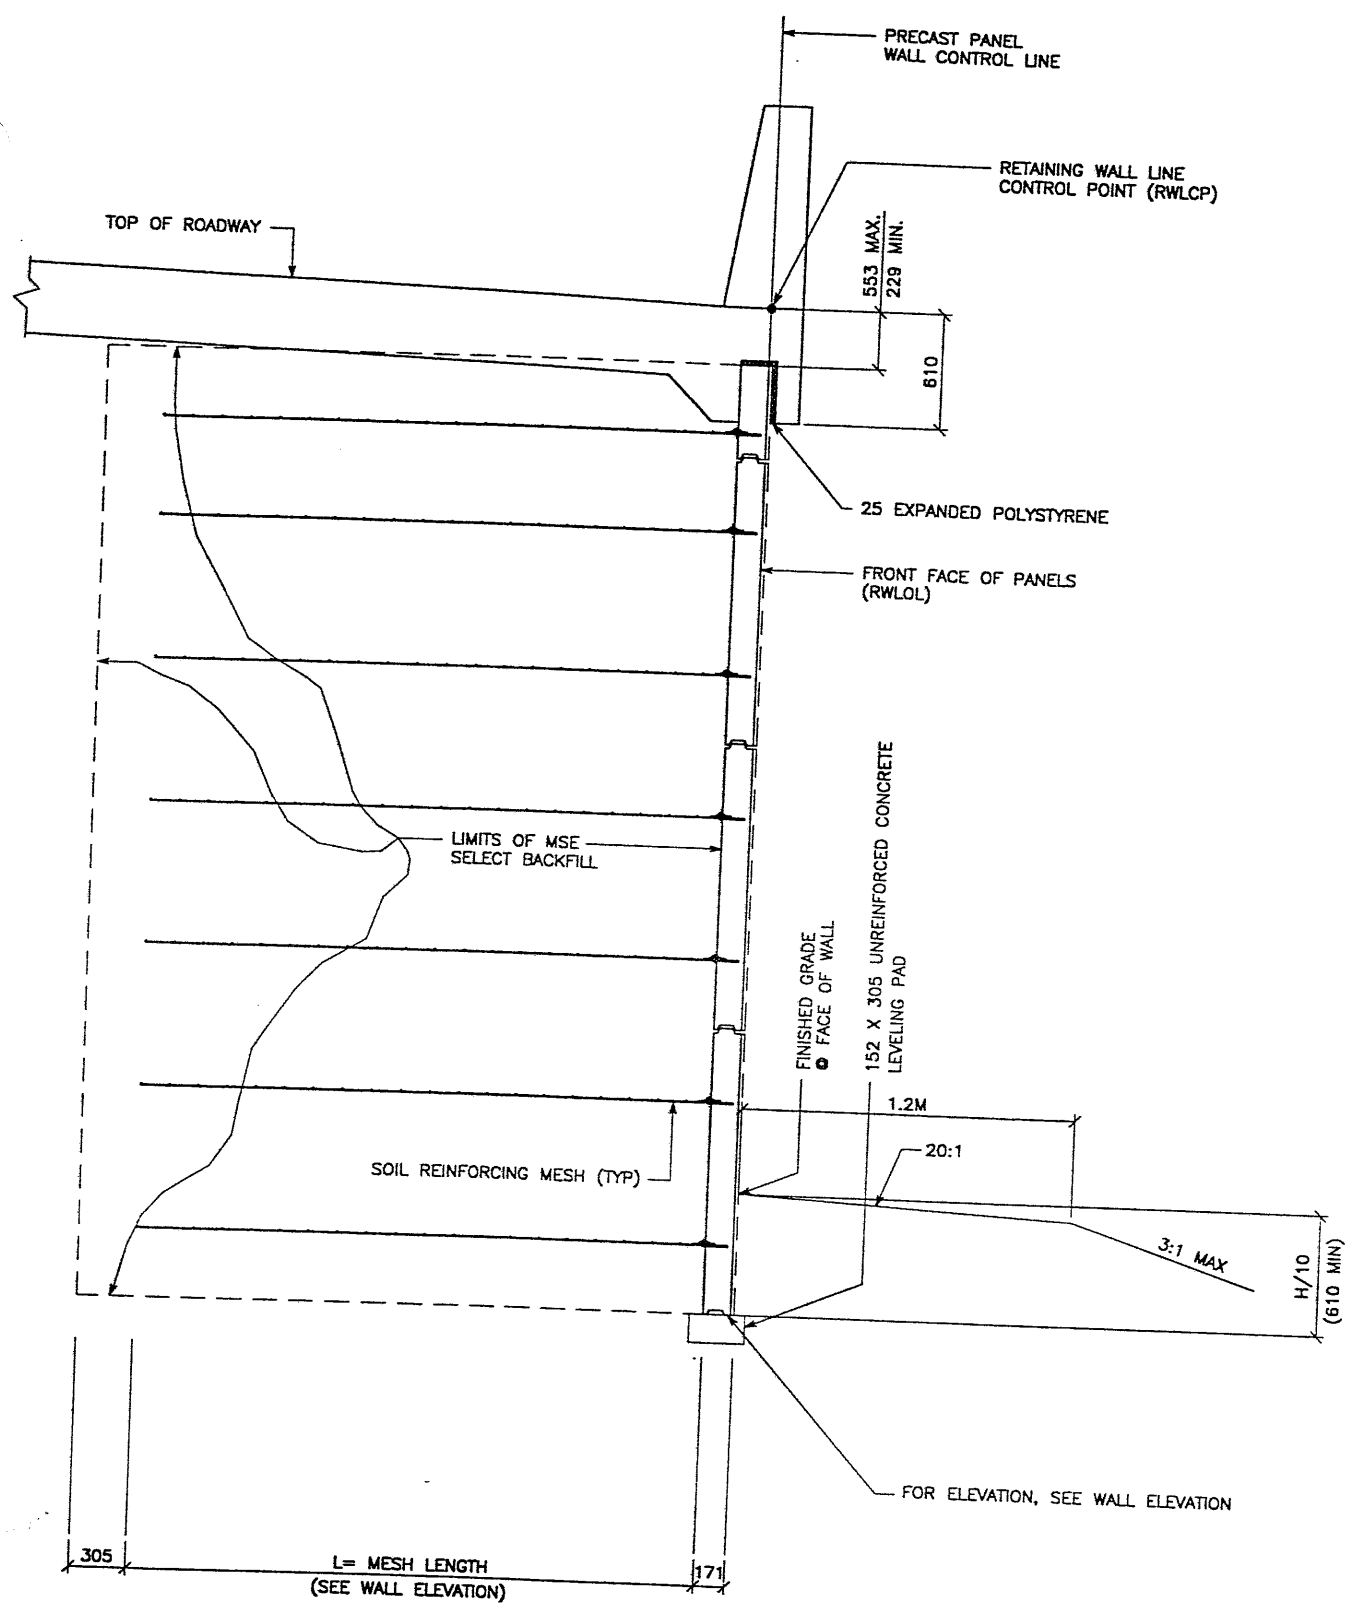 PRECAST PANEL
WALL CONTROL LINE
RETAINING WALL LINE
CONTROL POINT (RWLCP)
TOP OF ROADWAY
553 MAX.
229 MIN.
610
25 EXPANDED POLYSTYRENE
FRONT FACE OF PANELS
(RWLOL)
LIMITS OF MSE
SELECT BACKFILL
FINISHED GRADE
@ FACE OF WALL
152 X 305 UNREINFORCED CONCRETE
LEVELING PAD
1.2M
20:1
SOIL REINFORCING MESH (TYP)
3:1 MAX
H/10
(610 MIN)
FOR ELEVATION, SEE WALL ELEVATION
305
L= MESH LENGTH
(SEE WALL ELEVATION)
171